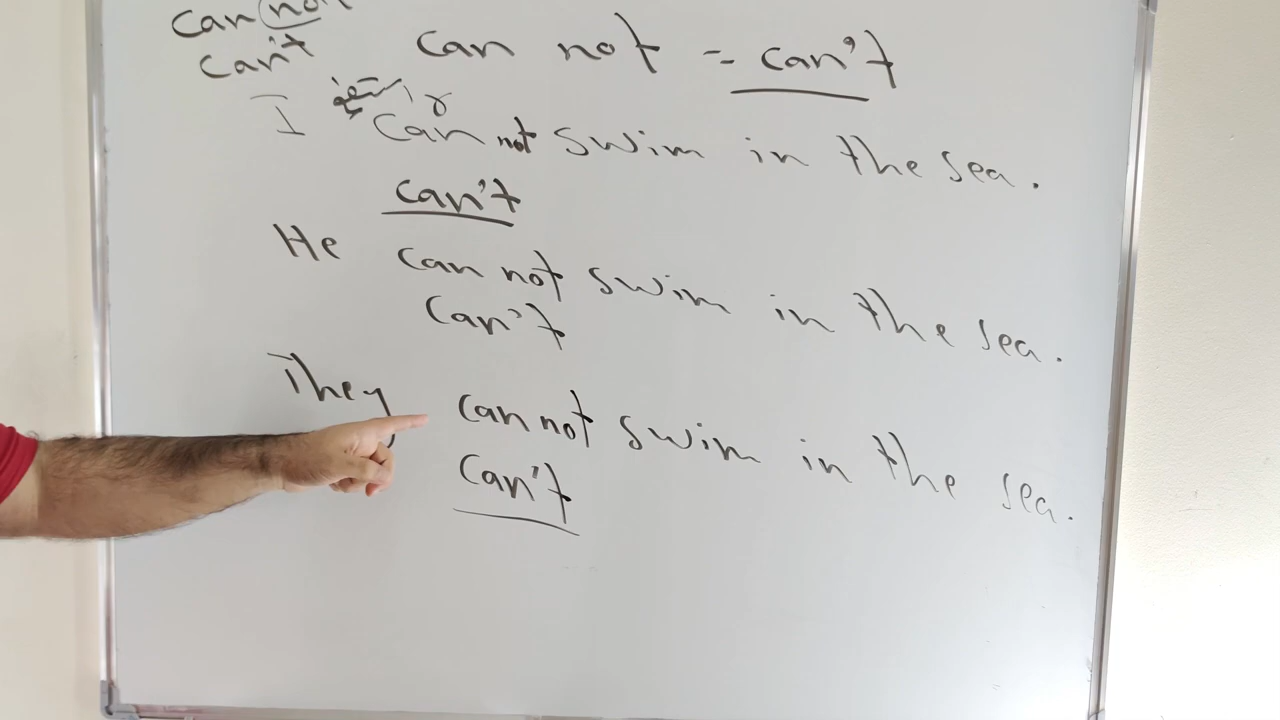 can not
can't
can not = can't
I can not swim in the sea.
can't
He can not swim in the sea.
can't
They can not swim in the sea.
can't